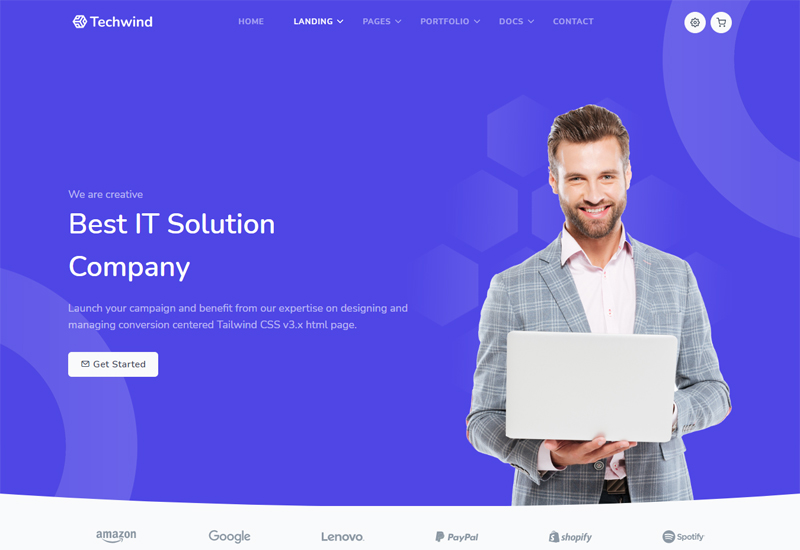 Techwind
HOME LANDING PAGES PORTFOLIO DOCS CONTACT
We are creative
Best IT Solution
Company
Launch your campaign and benefit from our expertise on designing and
managing conversion centered Tailwind CSS v3.x html page.
Get Started
amazon Google Lenovo. PayPal shopify Spotify